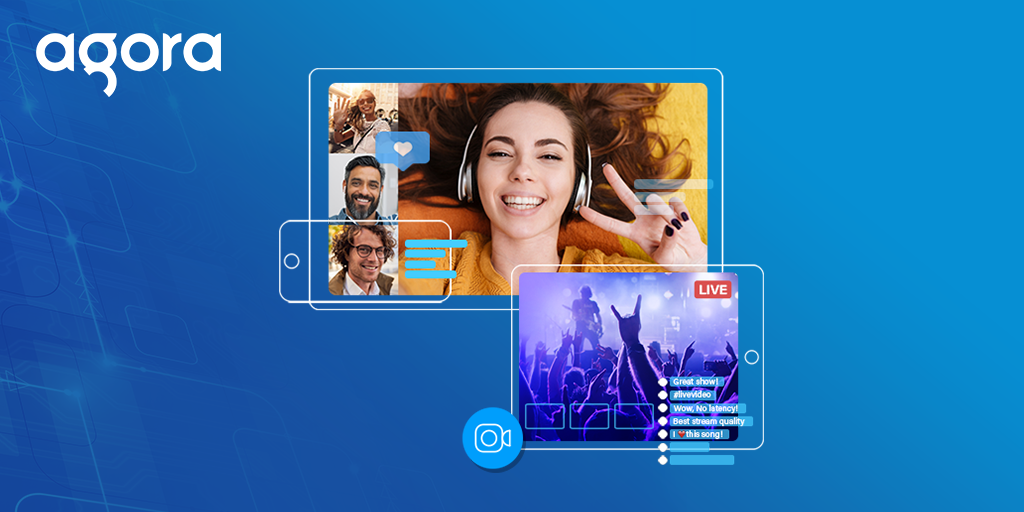 agora
LIVE
Great show!
#livevideo
Wow, No latency!
Best stream quality
I ❤️this song!